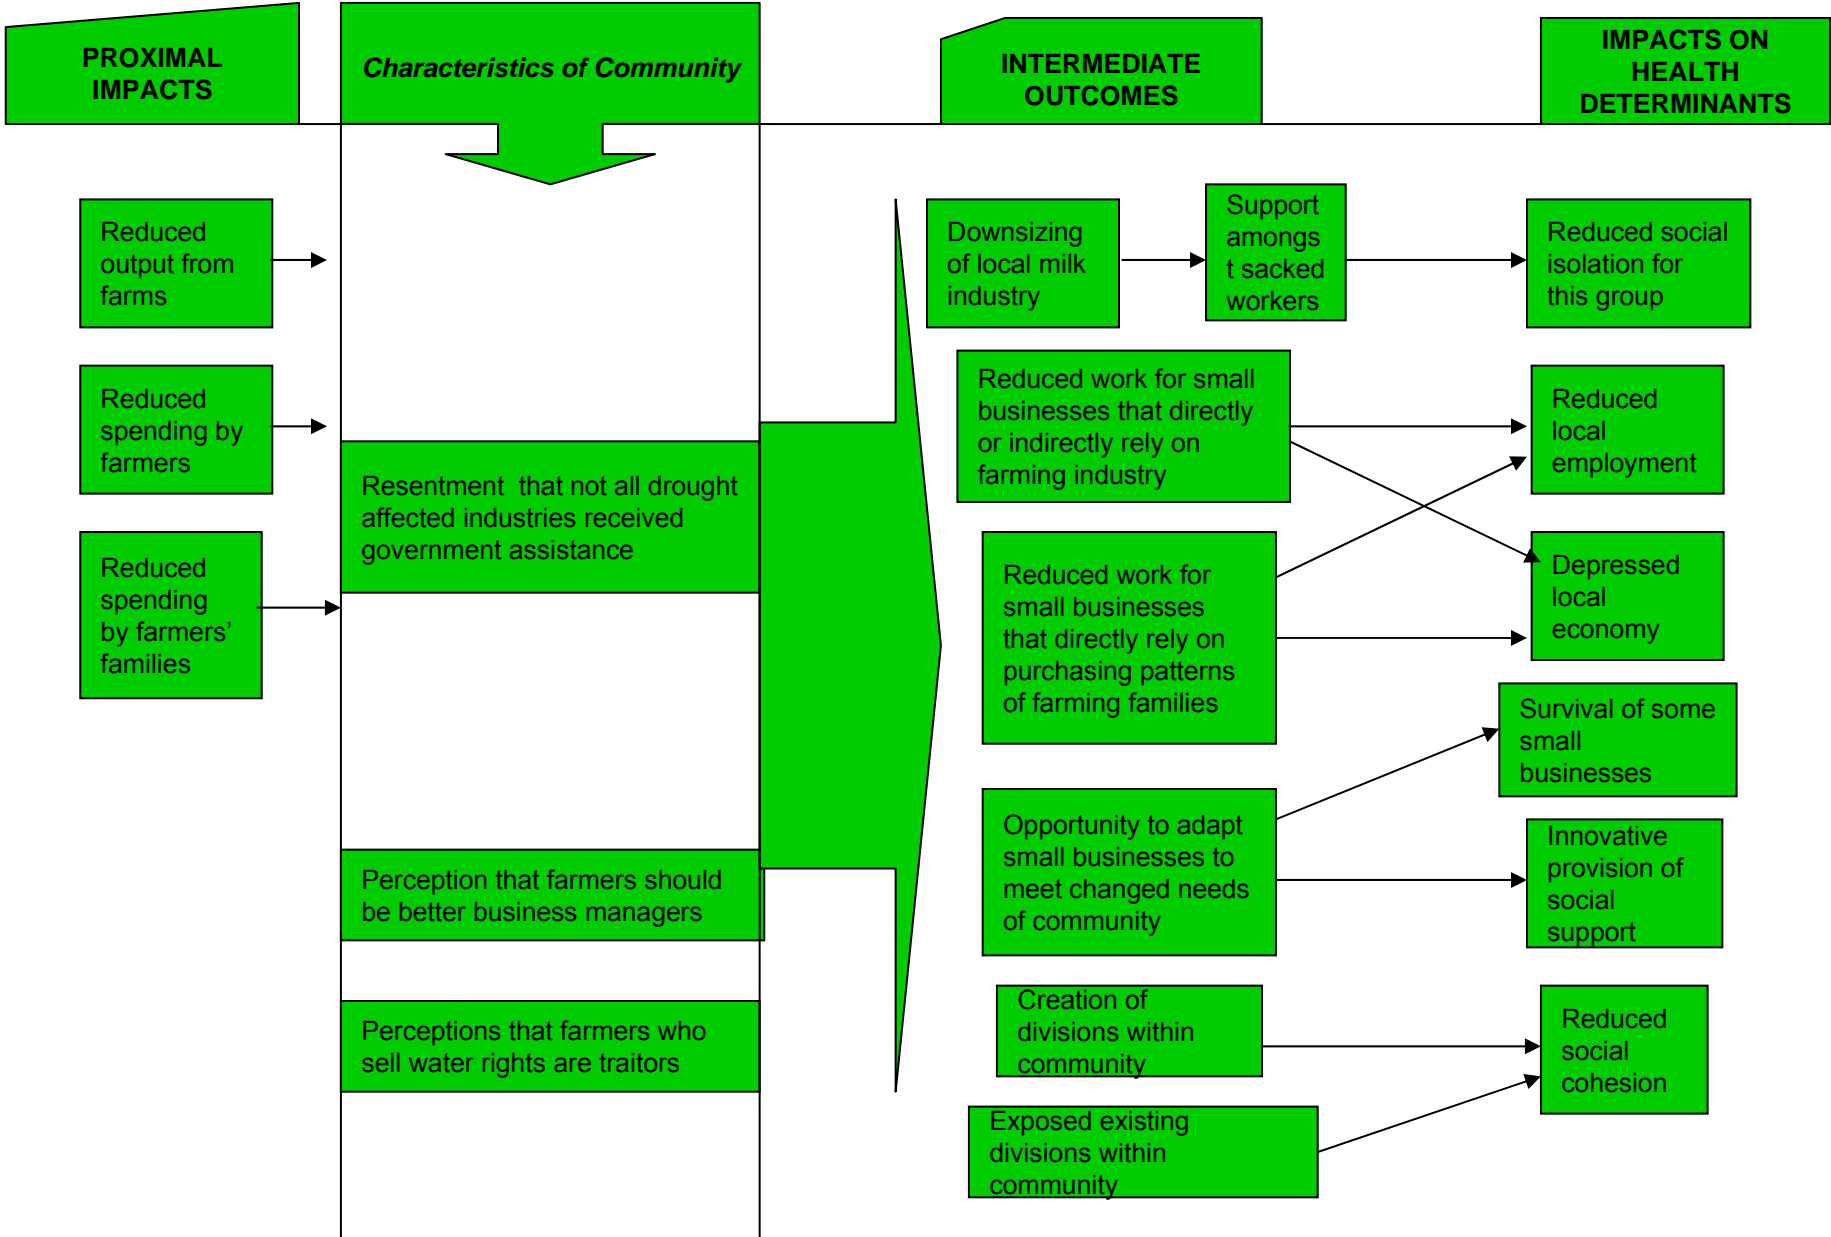 PROXIMAL
IMPACTS
Characteristics of Community
INTERMEDIATE
OUTCOMES
IMPACTS ON
HEALTH
DETERMINANTS
Reduced
output from
farms
Reduced
spending by
farmers
Reduced
spending
by farmers’
families
Resentment  that not all drought
affected industries received
government assistance
Perception that farmers should
be better business managers
Perceptions that farmers who
sell water rights are traitors
Downsizing
of local milk
industry
Support
amongs
t sacked
workers
Reduced social
isolation for
this group
Reduced work for small
businesses that directly
or indirectly rely on
farming industry
Reduced
local
employment
Reduced work for
small businesses
that directly rely on
purchasing patterns
of farming families
Depressed
local
economy
Survival of some
small
businesses
Opportunity to adapt
small businesses to
meet changed needs
of community
Innovative
provision of
social
support
Creation of
divisions within
community
Reduced
social
cohesion
Exposed existing
divisions within
community